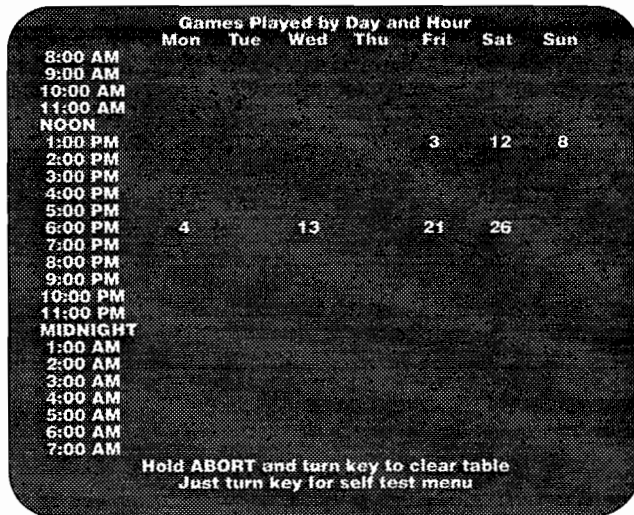 Games Played by Day and Hour
Mon Tue Wed Thu Fri Sat Sun
8:00 AM
9:00 AM
10:00 AM
11:00 AM
NOON
1:00 PM 3 12 8
2:00 PM
3:00 PM
4:00 PM
5:00 PM
6:00 PM 4 13 21 26
7:00 PM
8:00 PM
9:00 PM
10:00 PM
11:00 PM
MIDNIGHT
1:00 AM
2:00 AM
3:00 AM
4:00 AM
5:00 AM
6:00 AM
7:00 AM
Hold ABORT and turn key to clear table
Just turn key for self test menu